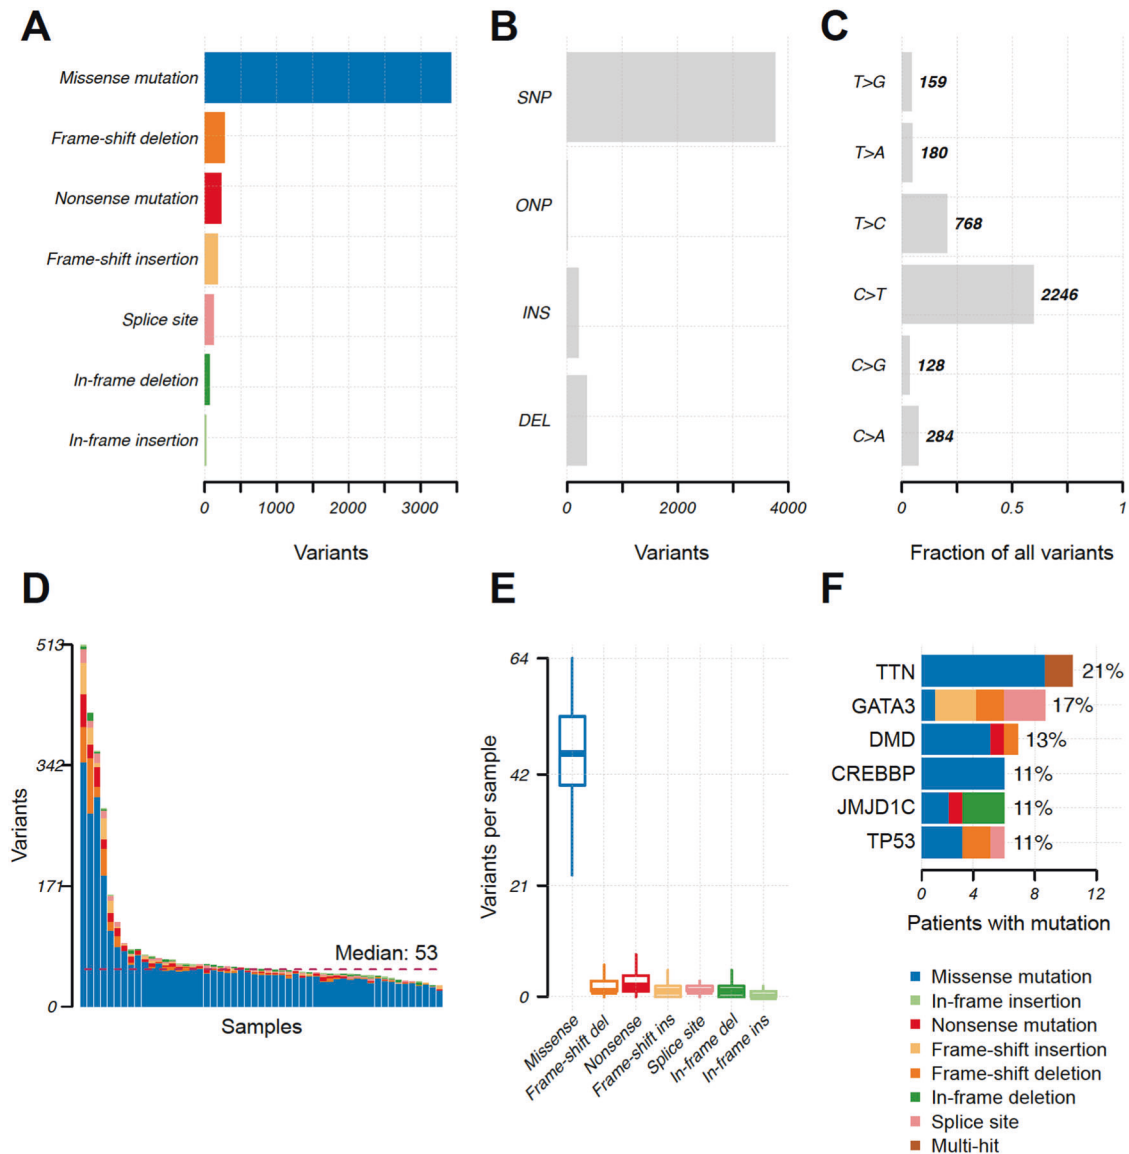 A
Missense mutation
Frame-shift deletion
Nonsense mutation
Frame-shift insertion
Splice site
In-frame deletion
In-frame insertion
0 1000 2000 3000
Variants
B
SNP
ONP
INS
DEL
0 2000 4000
Variants
C
T>G 159
T>A 180
T>C 768
C>T 2246
C>G 128
C>A 284
0 0.5 1
Fraction of all variants
D
513
342
171
0
Variants
Median: 53
Samples
E
64
42
21
0
Variants per sample
Missense
Frame-shift del
Nonsense
Frame-shift ins
Splice site
In-frame del
In-frame ins
F
TTN 21%
GATA3 17%
DMD 13%
CREBBP 11%
JMJD1C 11%
TP53 11%
0 4 8 12
Patients with mutation
Missense mutation
In-frame insertion
Nonsense mutation
Frame-shift insertion
Frame-shift deletion
In-frame deletion
Splice site
Multi-hit